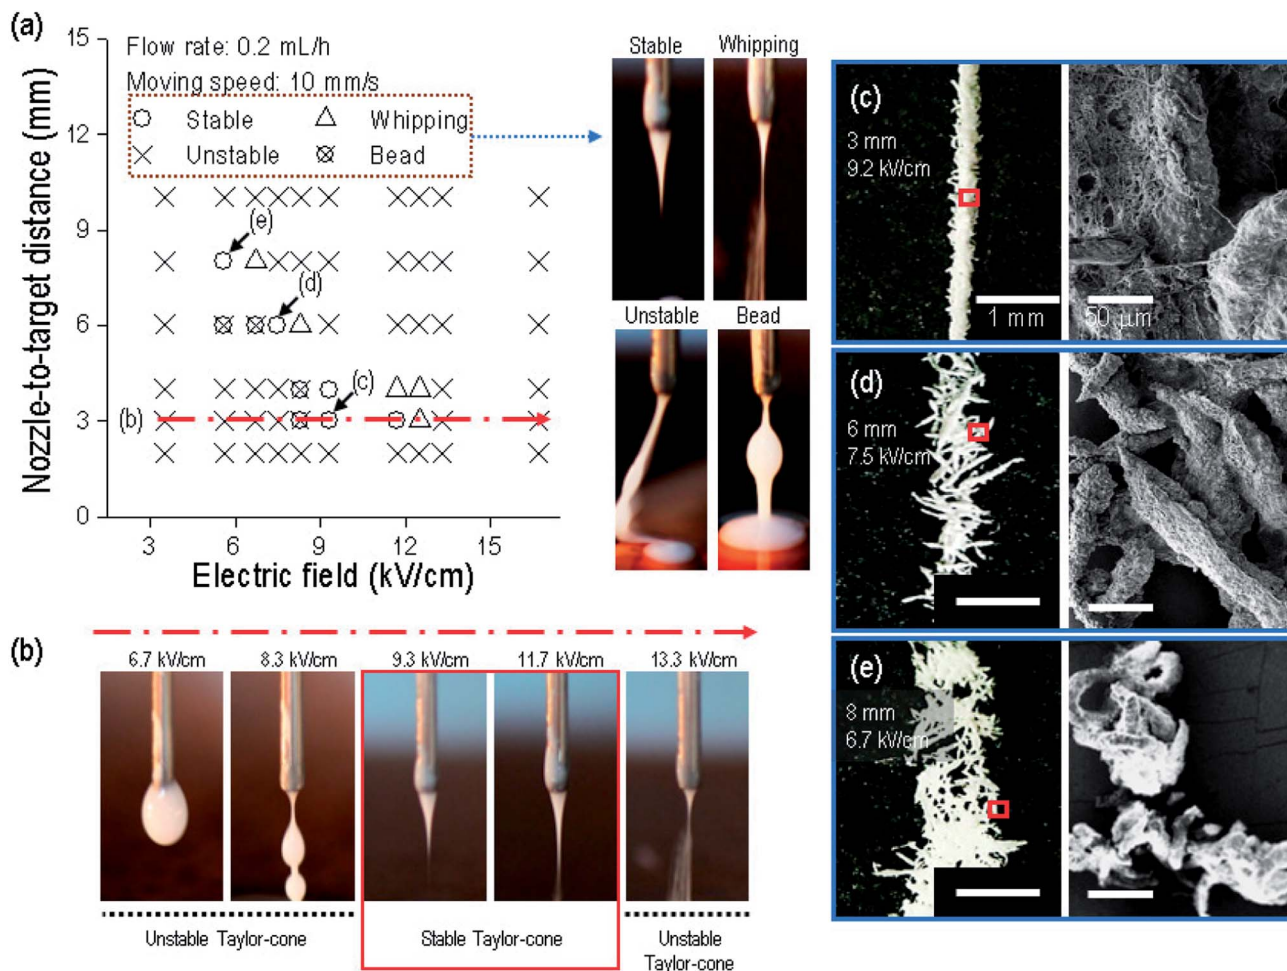 (a)
Flow rate: 0.2 mL/h
Moving speed: 10 mm/s
Stable Whipping
Unstable Bead
Nozzle-to-target distance (mm)
15
12
9
6
3
0
(e)
(d)
(c)
(b)
3 6 9 12 15
Electric field (kV/cm)
Stable Whipping
Unstable Bead
(b)
6.7 kV/cm 8.3 kV/cm 9.3 kV/cm 11.7 kV/cm 13.3 kV/cm
Unstable Taylor-cone
Stable Taylor-cone
Unstable
Taylor-cone
(c)
3 mm
9.2 kV/cm
1 mm
50 μm
(d)
6 mm
7.5 kV/cm
(e)
8 mm
6.7 kV/cm